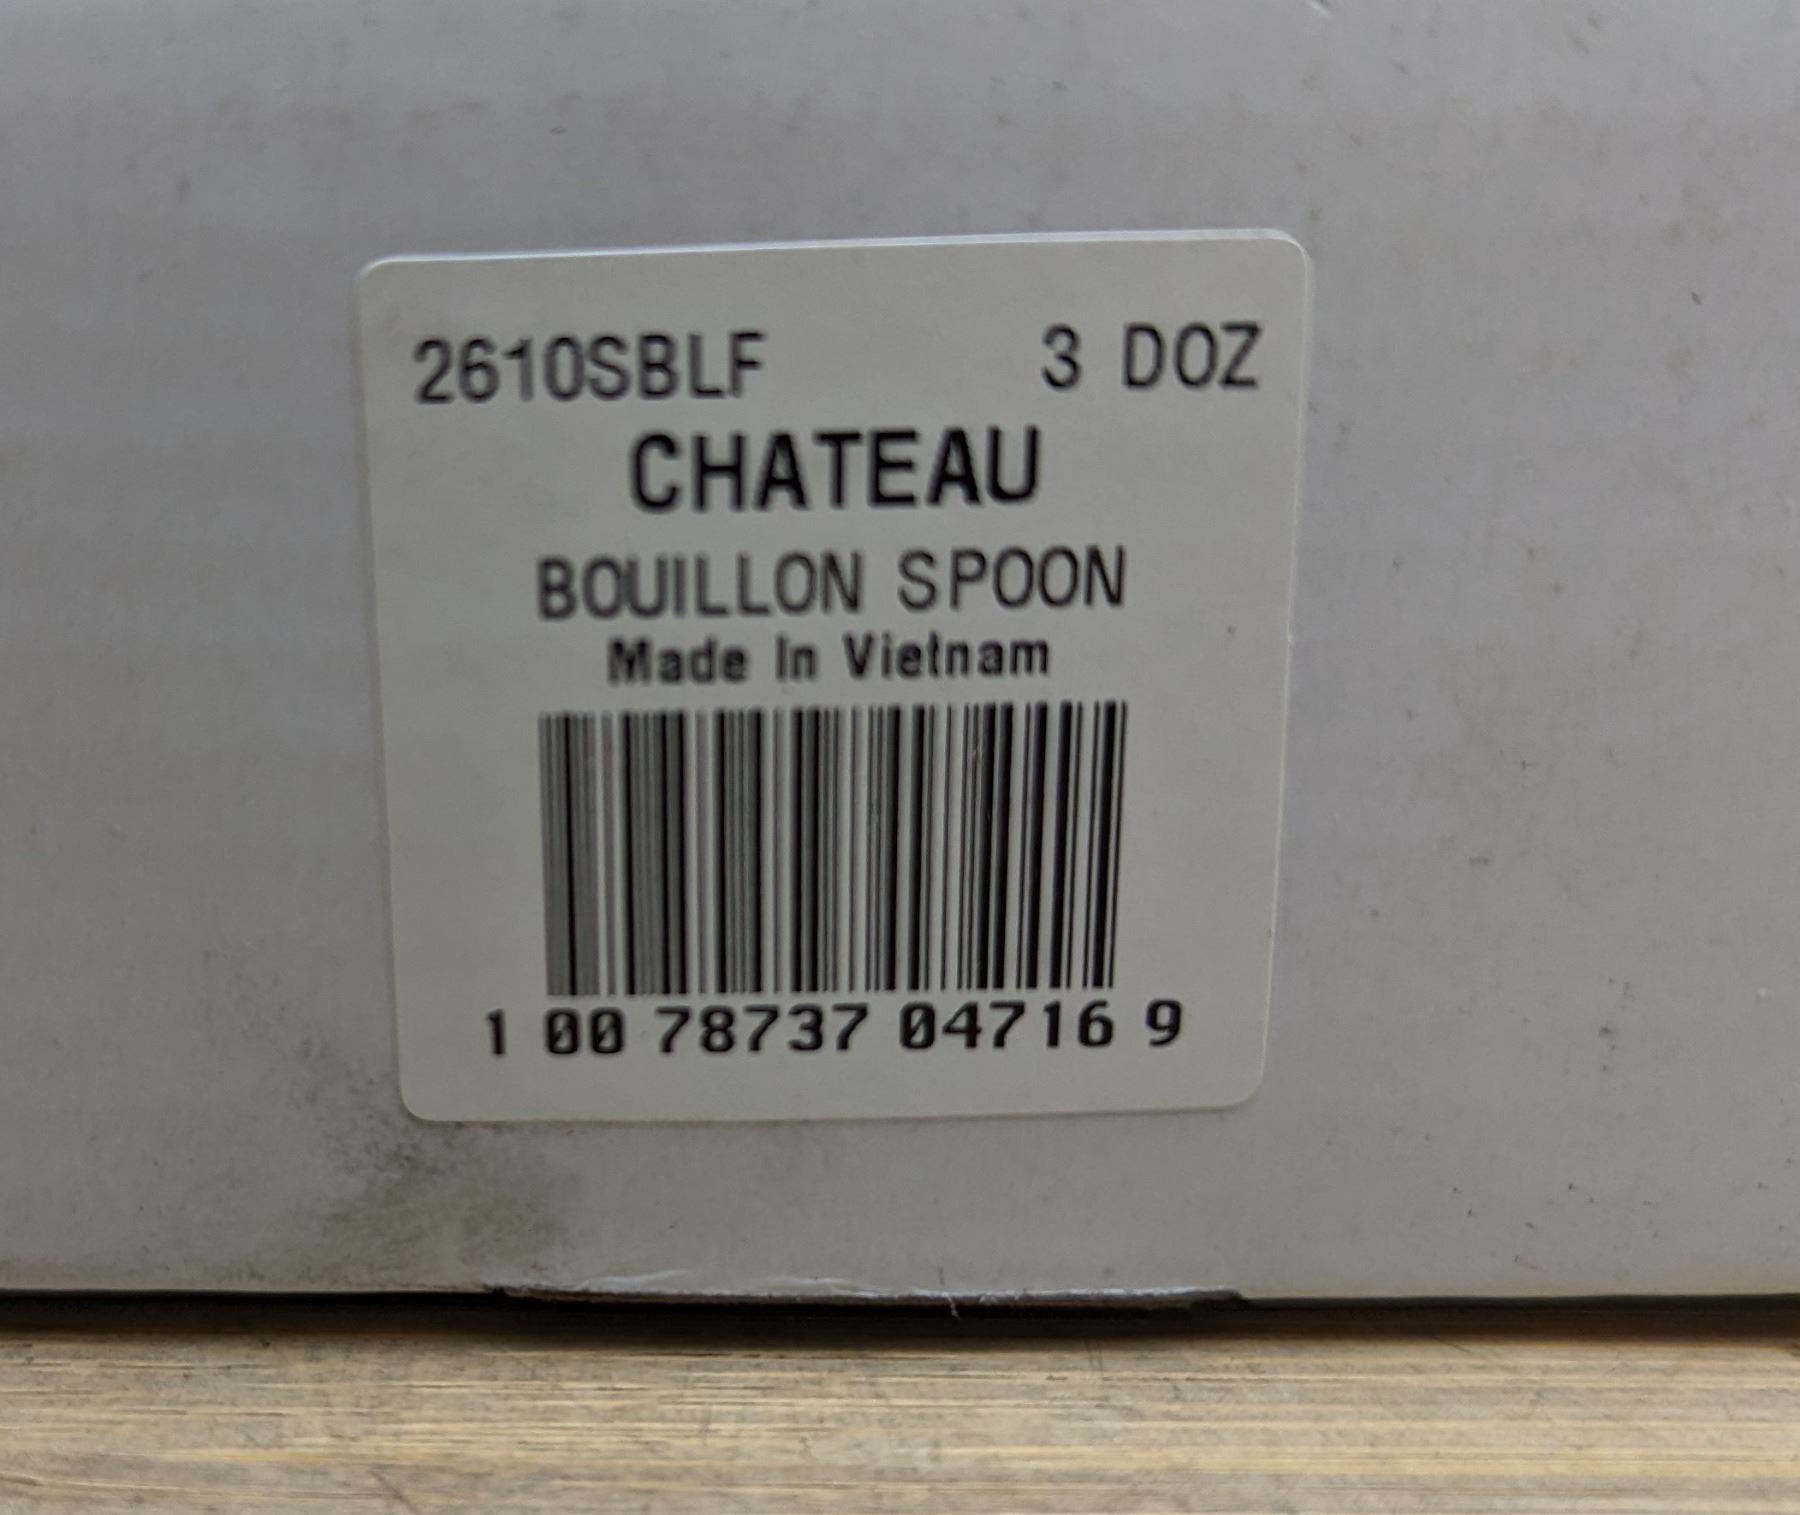 2610SBLF 3 DOZ
CHATEAU
BOUILLON SPOON
Made In Vietnam
1 00 78737 04716 9